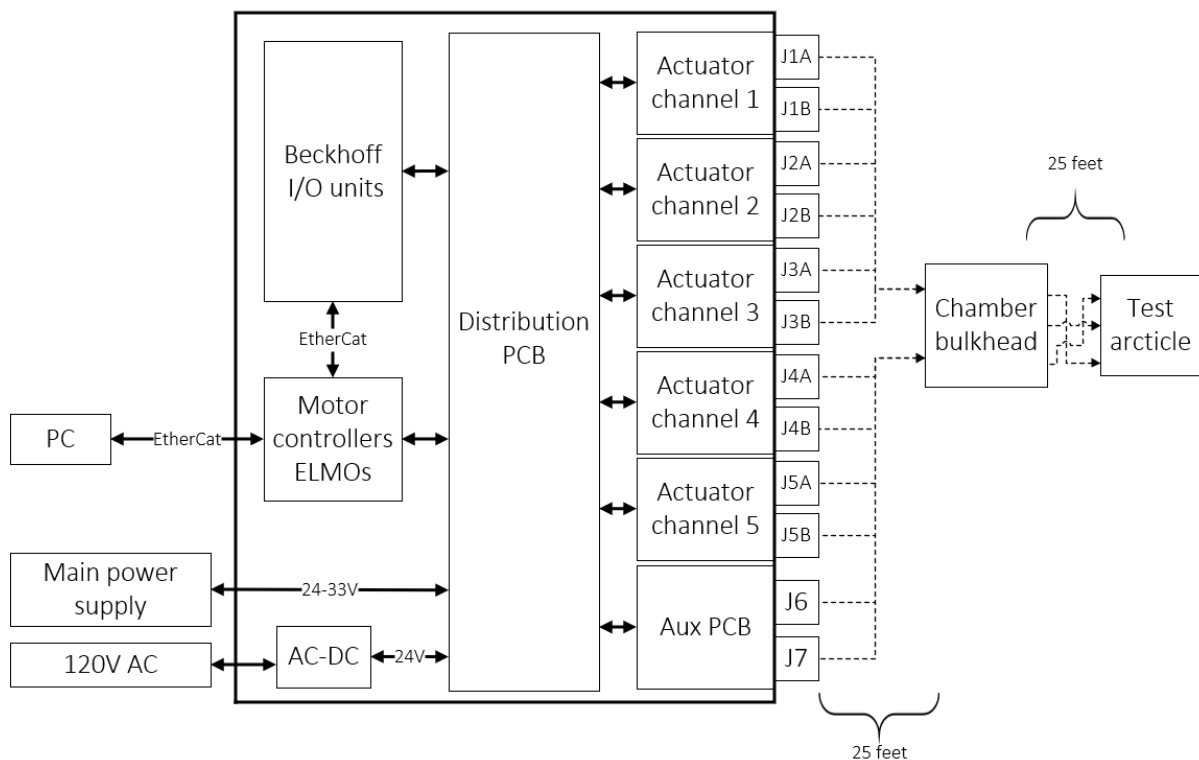 Beckhoff
I/O units
EtherCat
Motor
controllers
ELMOs
PC
EtherCat
Main power
supply
24-33V
120V AC
AC-DC
24V
Distribution
PCB
Actuator
channel 1
Actuator
channel 2
Actuator
channel 3
Actuator
channel 4
Actuator
channel 5
Aux PCB
J1A
J1B
J2A
J2B
J3A
J3B
J4A
J4B
J5A
J5B
J6
J7
25 feet
Chamber
bulkhead
25 feet
Test
arcticle